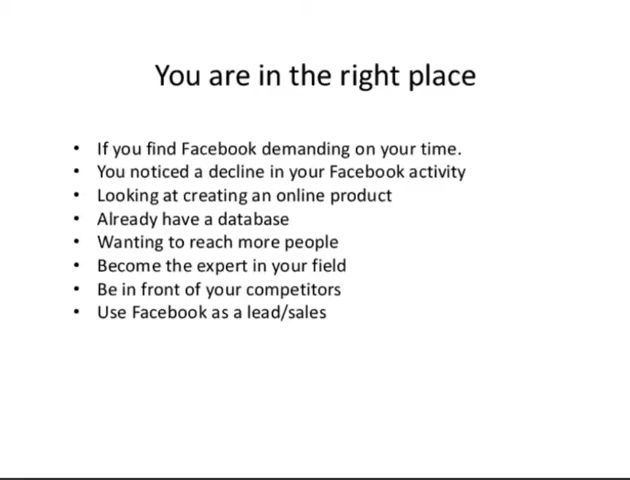 You are in the right place
• If you find Facebook demanding on your time.
• You noticed a decline in your Facebook activity
• Looking at creating an online product
• Already have a database
• Wanting to reach more people
• Become the expert in your field
• Be in front of your competitors
• Use Facebook as a lead/sales